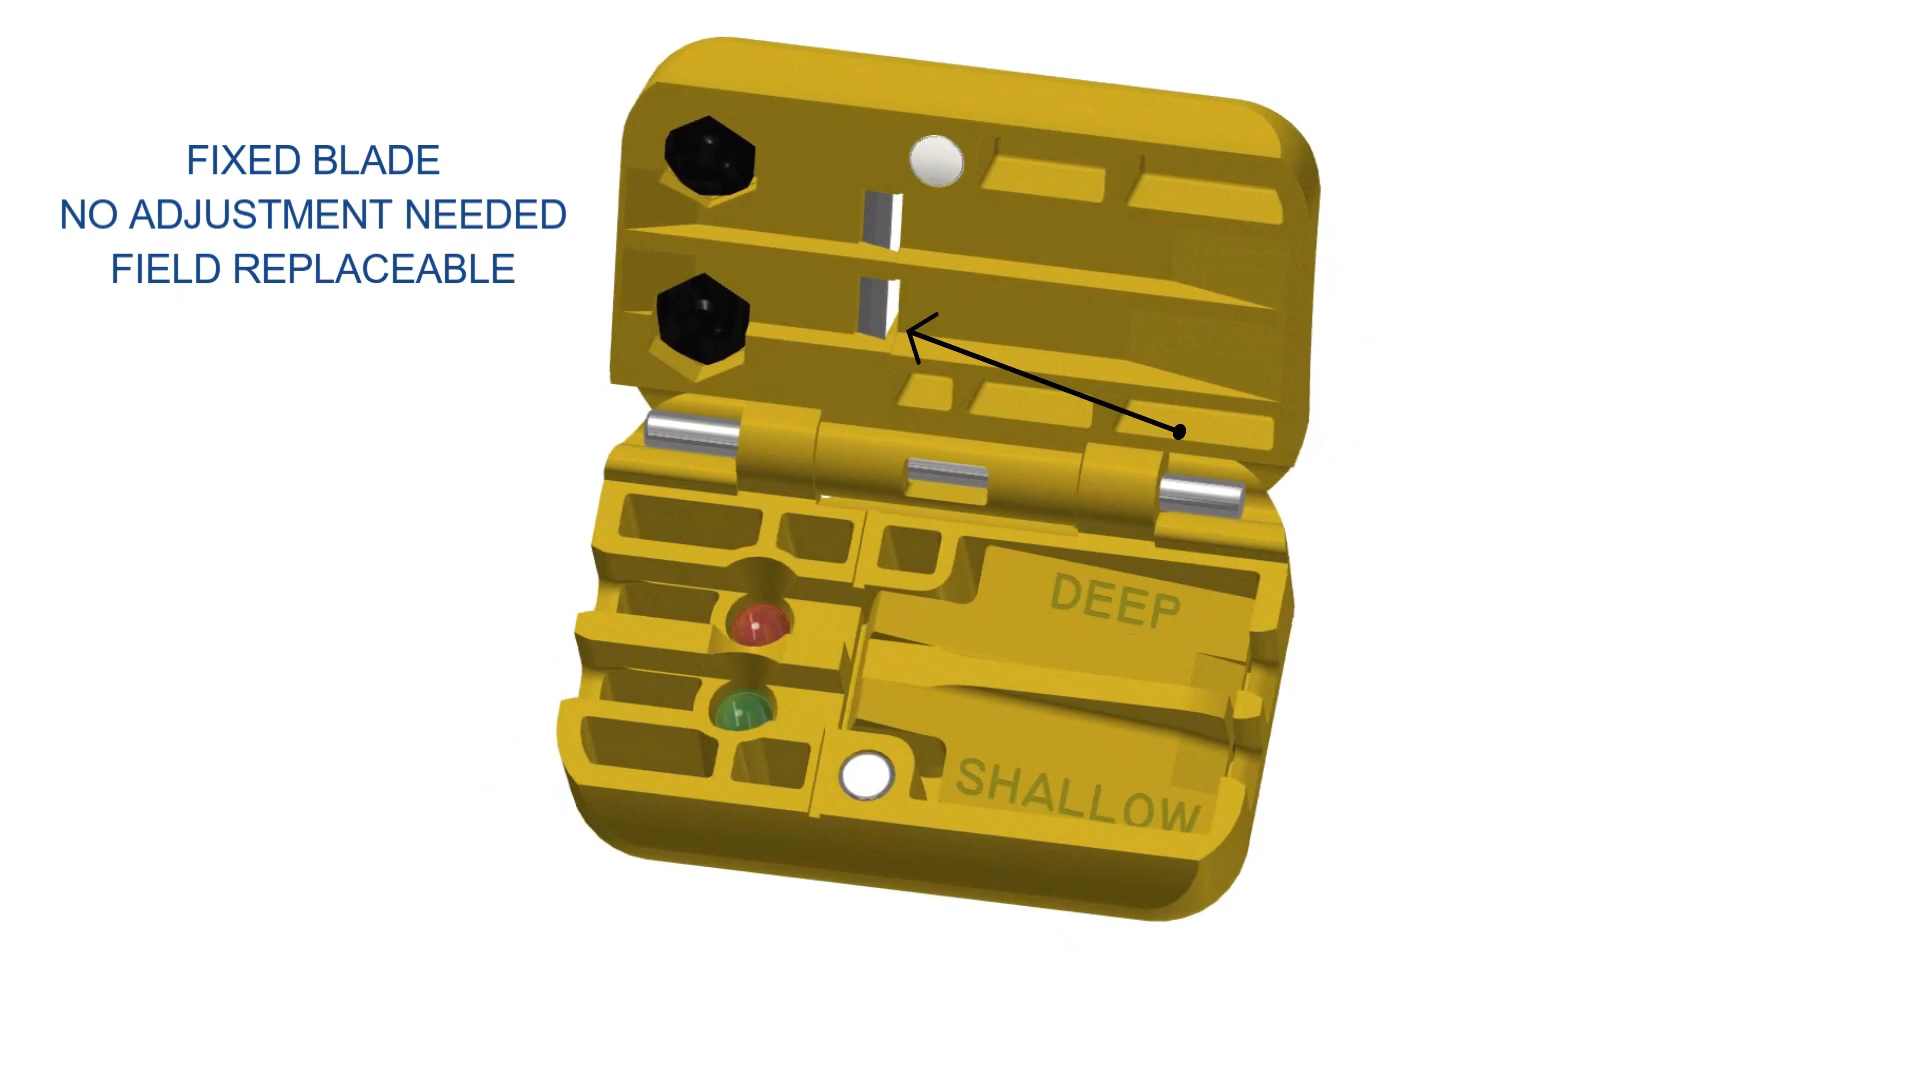 FIXED BLADE
NO ADJUSTMENT NEEDED
FIELD REPLACEABLE
DEEP
SHALLOW